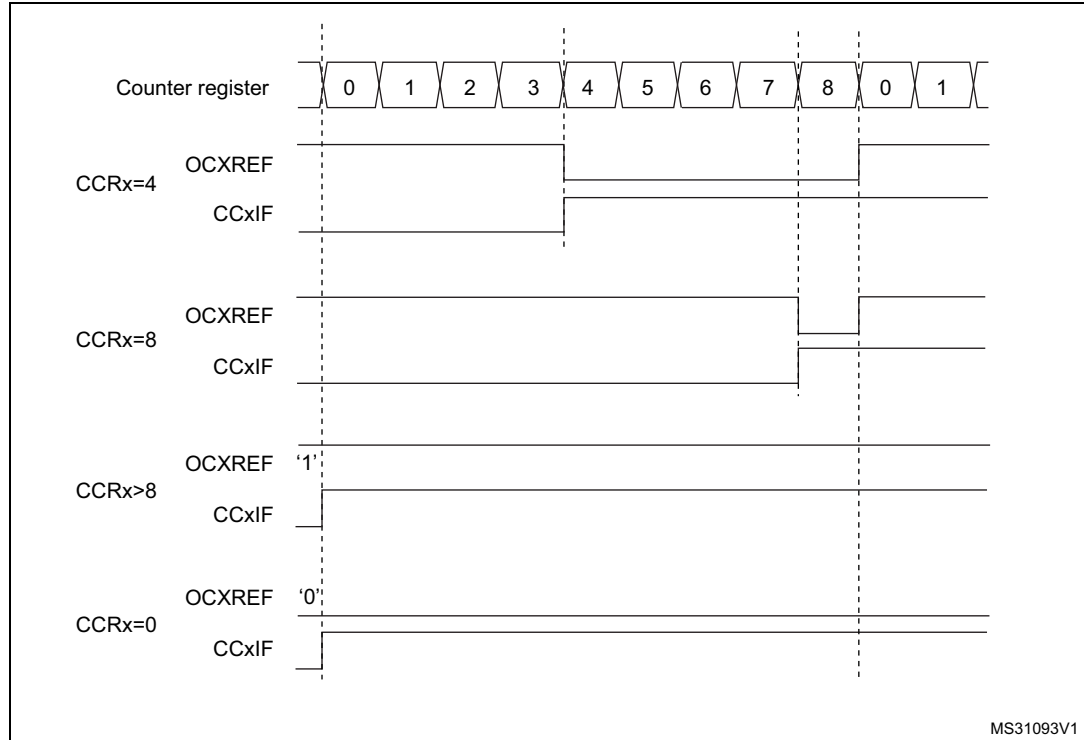 Counter register 0 1 2 3 4 5 6 7 8 0 1
OCXREF
CCRx=4
CCxIF
OCXREF
CCRx=8
CCxIF
OCXREF ‘1’
CCRx>8
CCxIF
OCXREF ‘0’
CCRx=0
CCxIF
MS31093V1